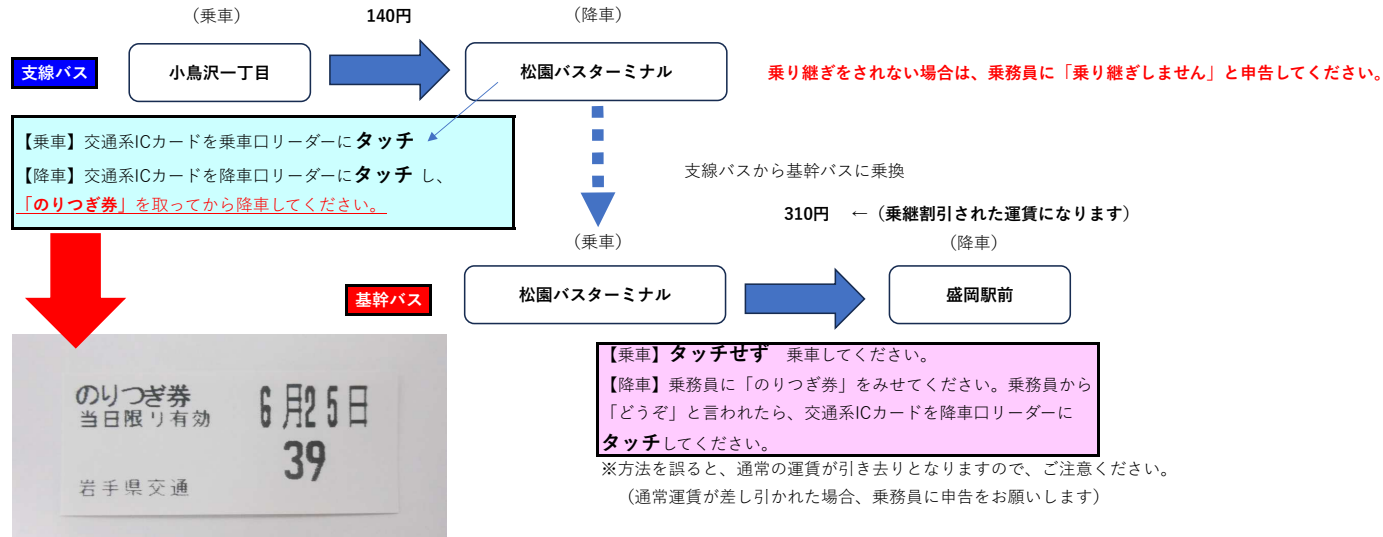 （乗車）
140円
（降車）
支線バス
小鳥沢一丁目
松園バスターミナル
乗り継ぎをされない場合は、乗務員に「乗り継ぎしません」と申告してください。
【乗車】交通系ICカードを乗車口リーダーにタッチ
【降車】交通系ICカードを降車口リーダーにタッチ し、
「のりつぎ券」を取ってから降車してください。
支線バスから基幹バスに乗換
310円　←（乗継割引された運賃になります）
（乗車）
（降車）
基幹バス
松園バスターミナル
盛岡駅前
【乗車】タッチせず　乗車してください。
【降車】乗務員に「のりつぎ券」をみせてください。乗務員から
「どうぞ」と言われたら、交通系ICカードを降車口リーダーに
タッチしてください。
※方法を誤ると、通常の運賃が引き去りとなりますので、ご注意ください。
（通常運賃が差し引かれた場合、乗務員に申告をお願いします）
のりつぎ券
当日限り有効
6月25日
39
岩手県交通